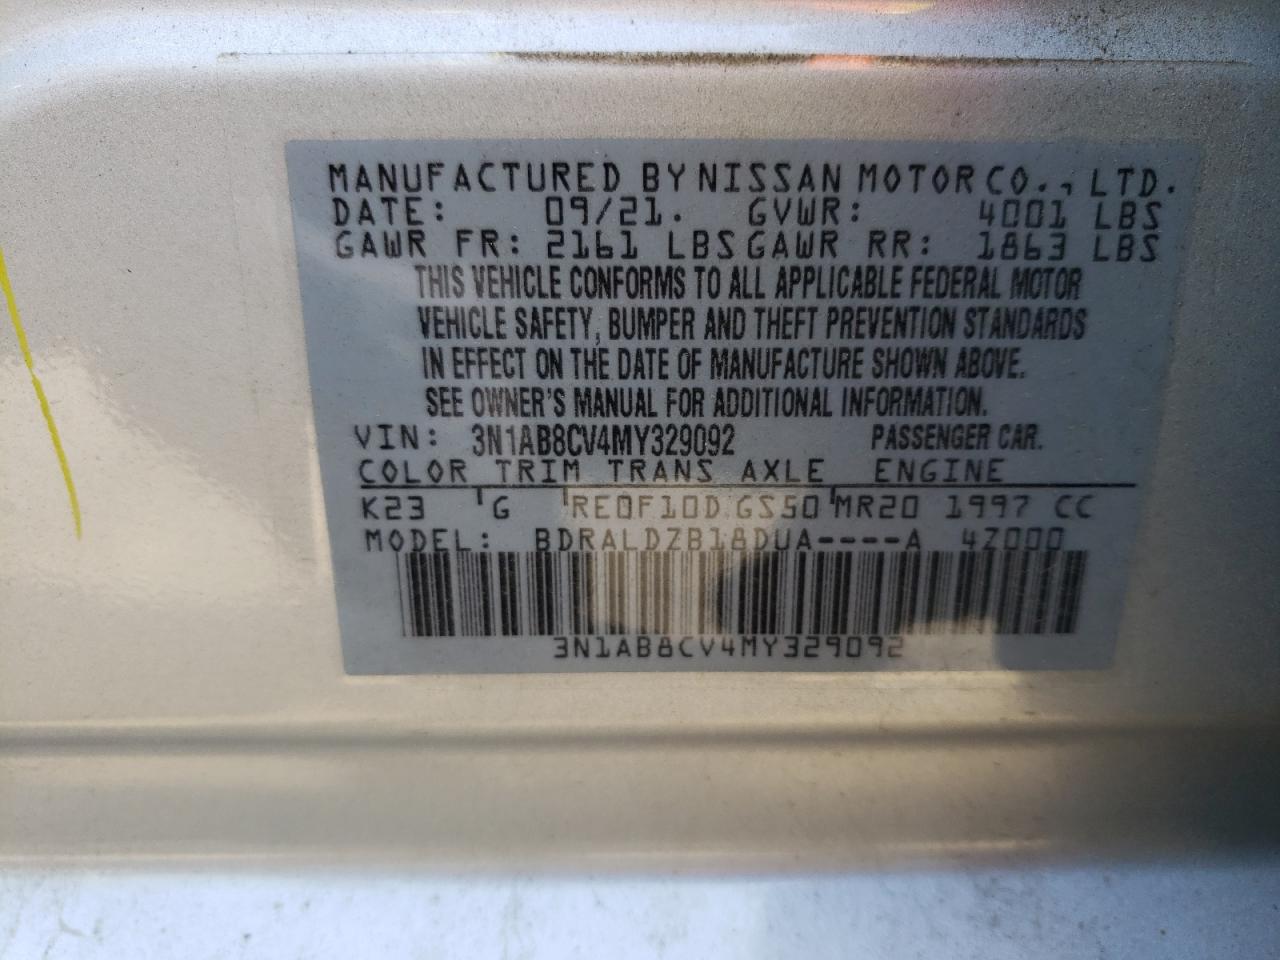 MANUFACTURED BY NISSAN MOTOR CO., LTD.
DATE: 09/21. GVWR: 4001 LBS
GAWR FR: 2161 LBS GAWR RR: 1863 LBS
THIS VEHICLE CONFORMS TO ALL APPLICABLE FEDERAL MOTOR
VEHICLE SAFETY, BUMPER AND THEFT PREVENTION STANDARDS
IN EFFECT ON THE DATE OF MANUFACTURE SHOWN ABOVE.
SEE OWNER'S MANUAL FOR ADDITIONAL INFORMATION.
VIN: 3N1AB8CV4MY329092 PASSENGER CAR.
COLOR TRIM TRANS AXLE ENGINE
K23 G RE0F10D GS50 MR20 1997 CC
MODEL: BDRALDZB18DUA----A 4Z000
3N1AB8CV4MY329092